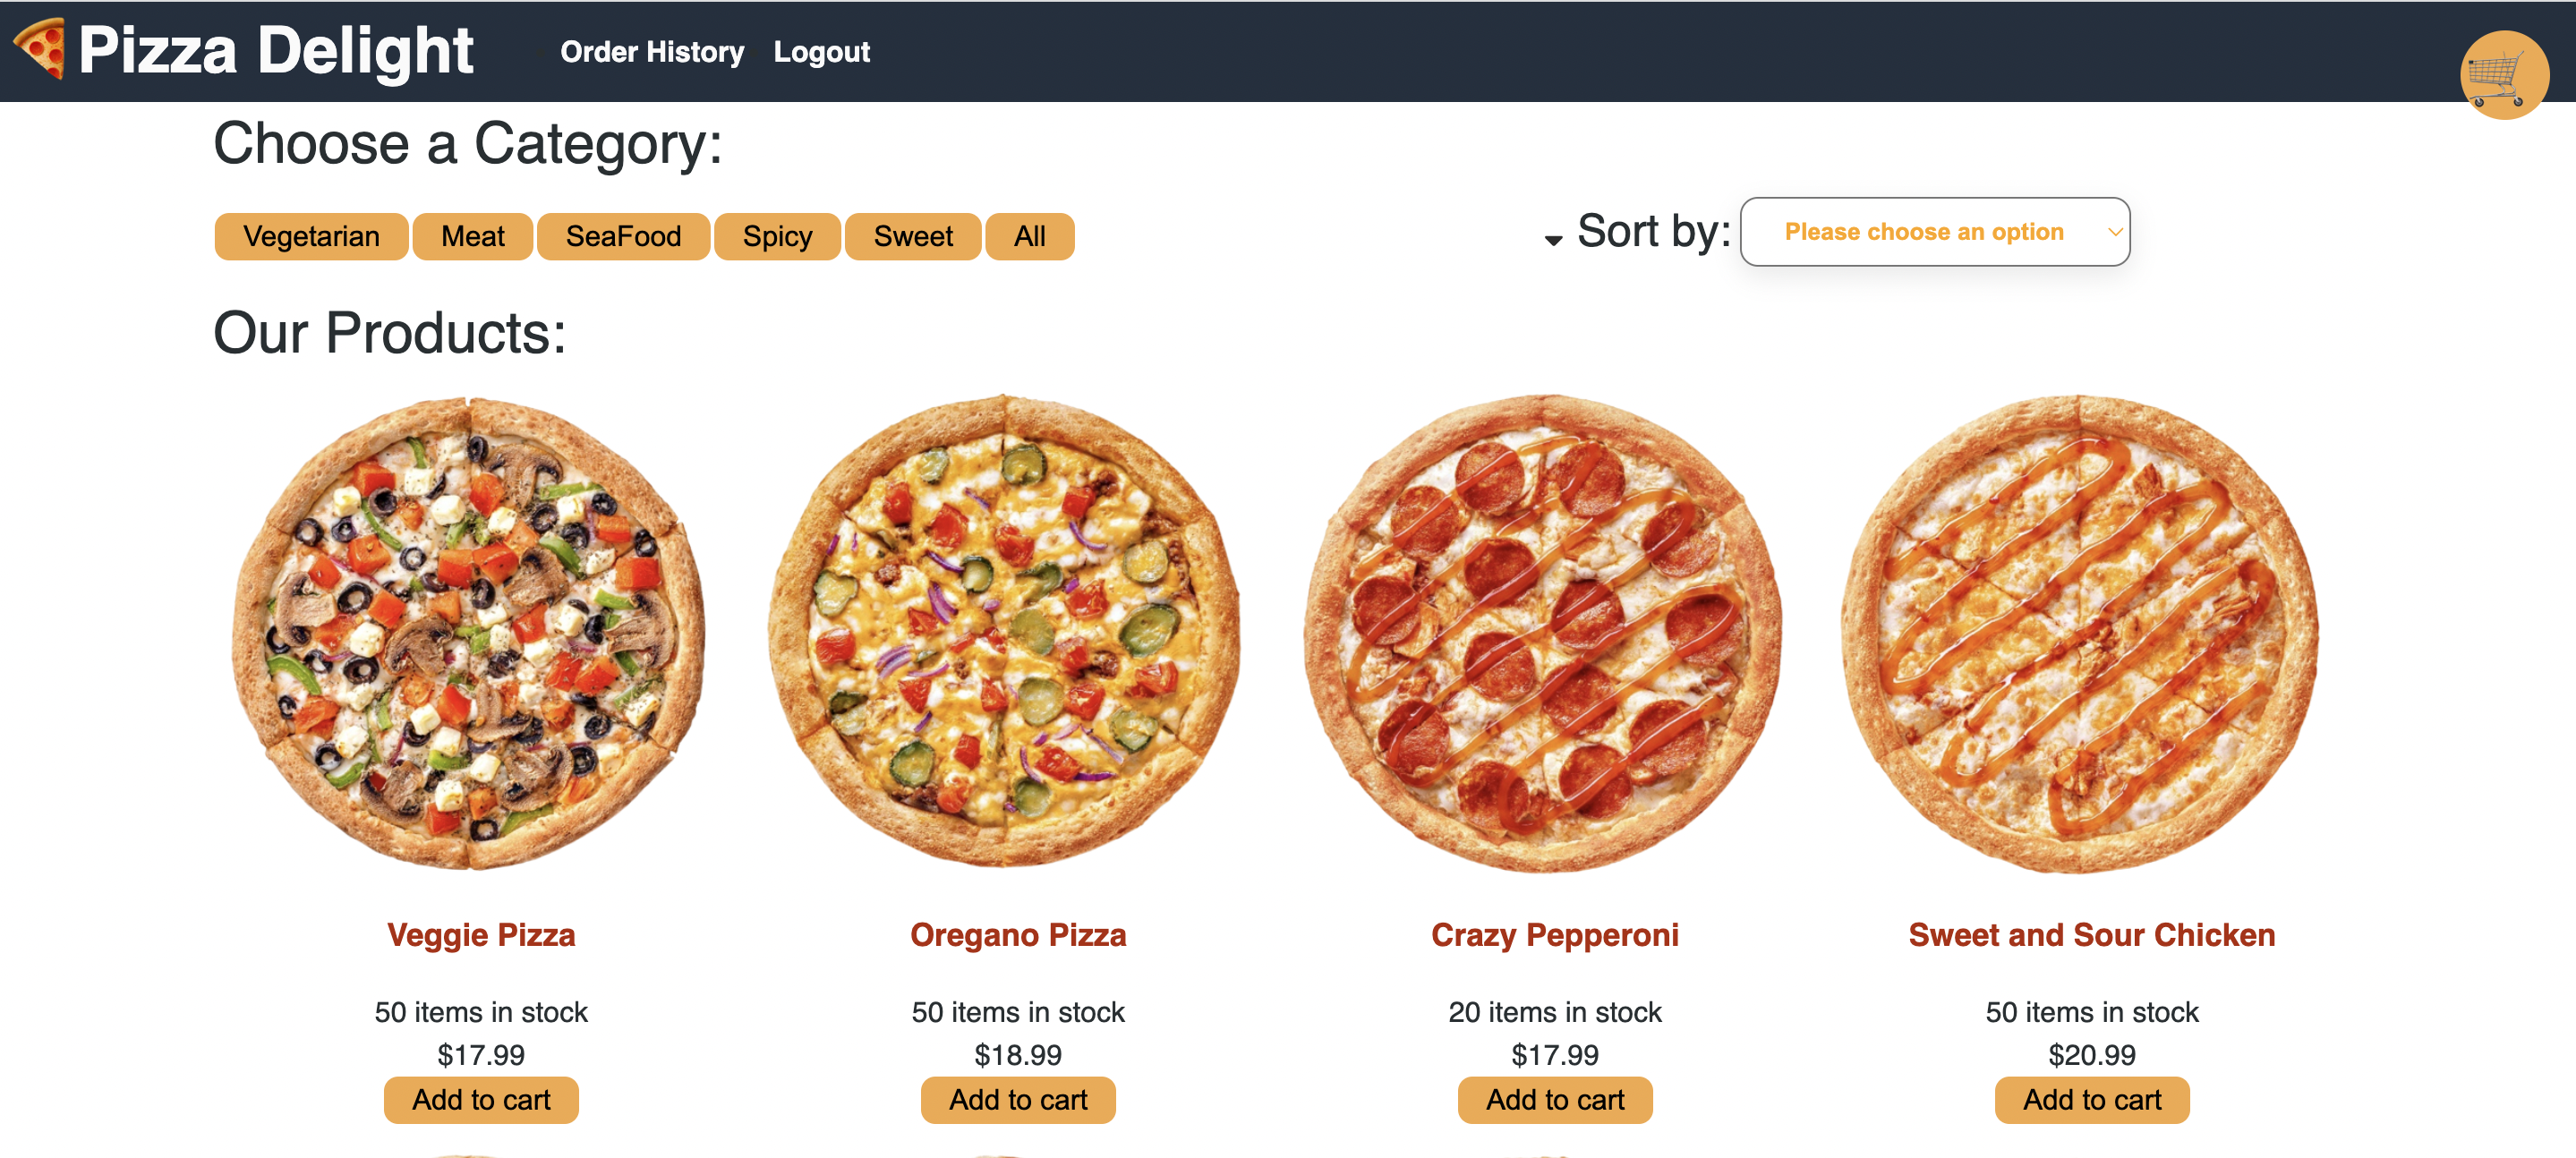 Pizza Delight
Order History
Logout
Choose a Category:
Vegetarian
Meat
SeaFood
Spicy
Sweet
All
Sort by:
Please choose an option
Our Products:
Veggie Pizza
50 items in stock
$17.99
Add to cart
Oregano Pizza
50 items in stock
$18.99
Add to cart
Crazy Pepperoni
20 items in stock
$17.99
Add to cart
Sweet and Sour Chicken
50 items in stock
$20.99
Add to cart